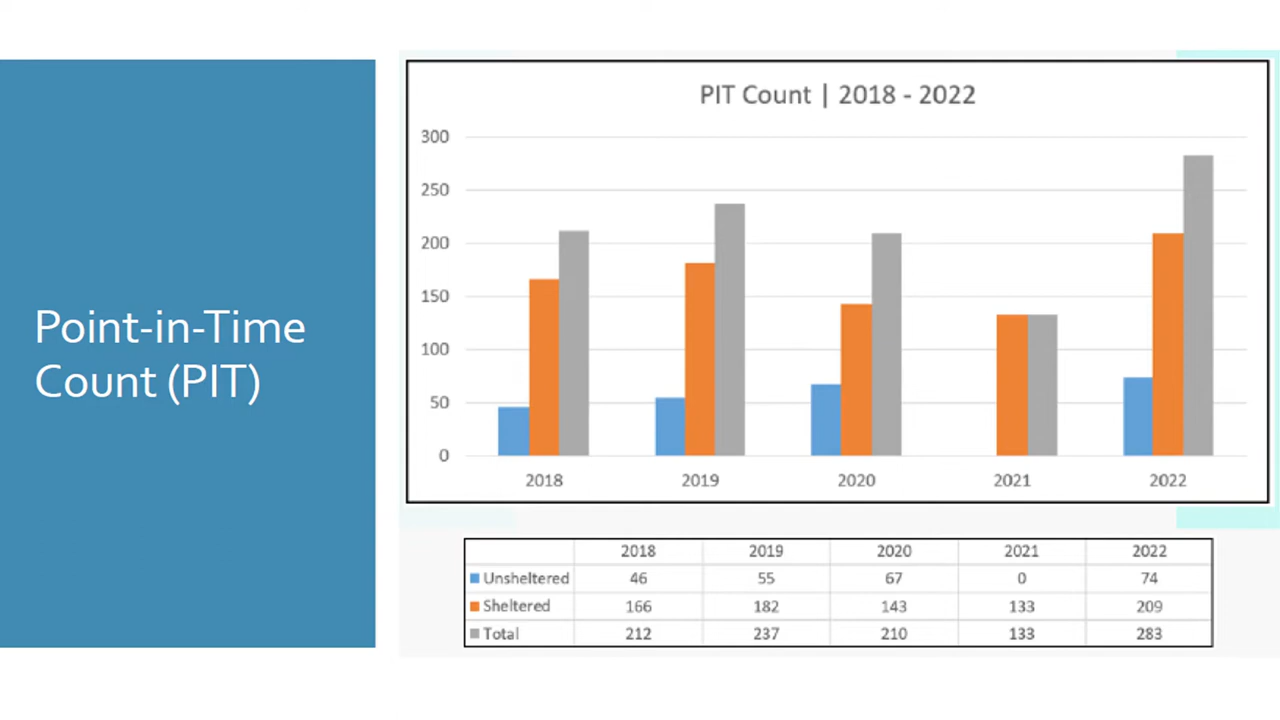 Point-in-Time
Count (PIT)
PIT Count | 2018 - 2022
300
250
200
150
100
50
0
2018 2019 2020 2021 2022
2018 2019 2020 2021 2022
Unsheltered 46 55 67 0 74
Sheltered 166 182 143 133 209
Total 212 237 210 133 283